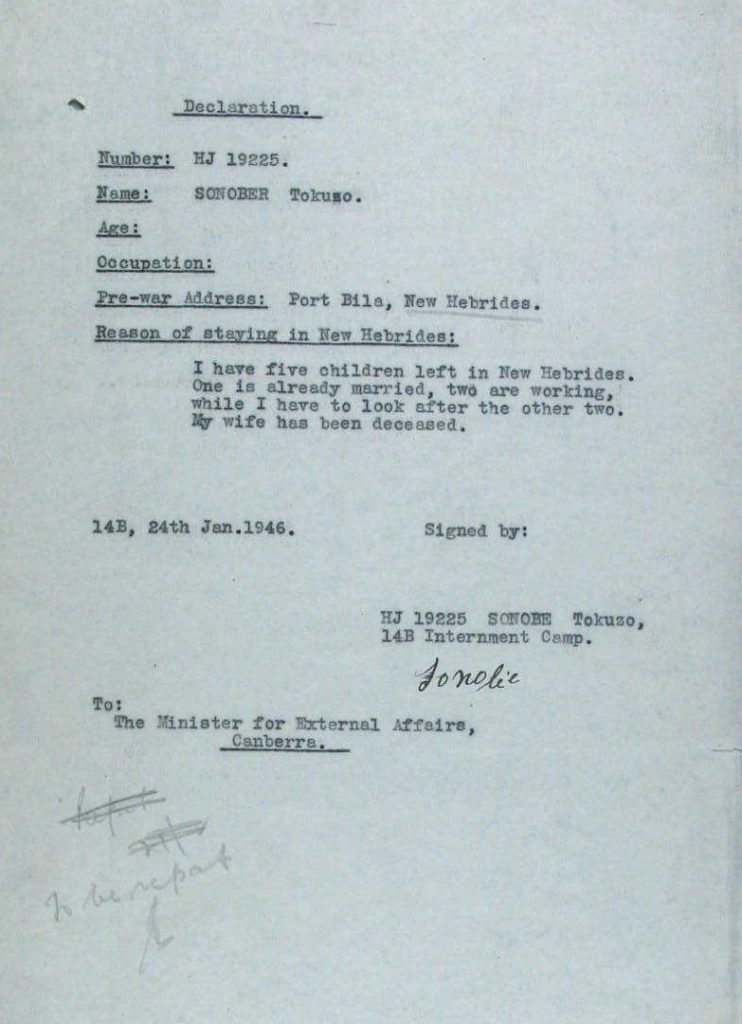 Declaration.
Number: HJ 19225.
Name: SONOBER Tokuzo.
Age:
Occupation:
Pre-war Address: Port Bila, New Hebrides.
Reason of staying in New Hebrides:
I have five children left in New Hebrides.
One is already married, two are working,
while I have to look after the other two.
My wife has been deceased.
14B, 24th Jan.1946. Signed by:
HJ 19225 SONOBE Tokuzo,
14B Internment Camp.
Sonobe
To:
The Minister for External Affairs,
Canberra.
To be repat